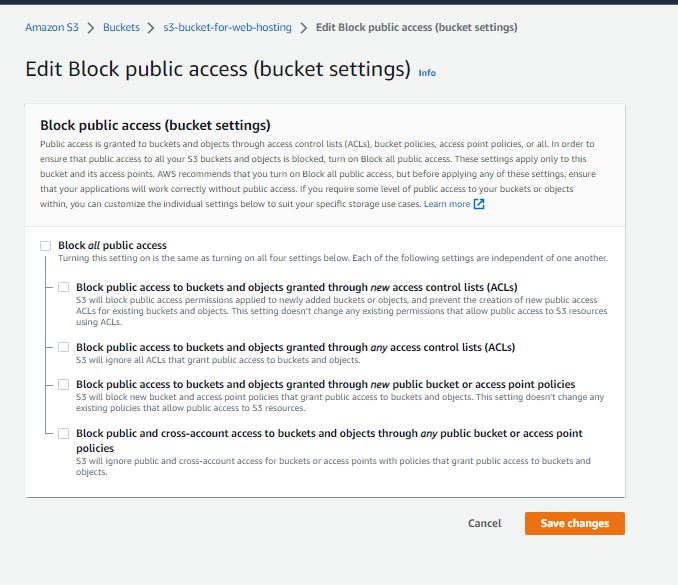 Amazon S3 > Buckets > s3-bucket-for-web-hosting > Edit Block public access (bucket settings)
Edit Block public access (bucket settings) Info
Block public access (bucket settings)
Public access is granted to buckets and objects through access control lists (ACLs), bucket policies, access point policies, or all. In order to
ensure that public access to all your S3 buckets and objects is blocked, turn on Block all public access. These settings apply only to this
bucket and its access points. AWS recommends that you turn on Block all public access, but before applying any of these settings, ensure
that your applications will work correctly without public access. If you require some level of public access to your buckets or objects
within, you can customize the individual settings below to suit your specific storage use cases. Learn more
Block all public access
Turning this setting on is the same as turning on all four settings below. Each of the following settings are independent of one another.
Block public access to buckets and objects granted through new access control lists (ACLs)
S3 will block public access permissions applied to newly added buckets or objects, and prevent the creation of new public access
ACLs for existing buckets and objects. This setting doesn't change any existing permissions that allow public access to S3 resources
using ACLs.
Block public access to buckets and objects granted through any access control lists (ACLs)
S3 will ignore all ACLs that grant public access to buckets and objects.
Block public access to buckets and objects granted through new public bucket or access point policies
S3 will block new bucket and access point policies that grant public access to buckets and objects. This setting doesn't change any
existing policies that allow public access to S3 resources.
Block public and cross-account access to buckets and objects through any public bucket or access point
policies
S3 will ignore public and cross-account access for buckets or access points with policies that grant public access to buckets and
objects.
Cancel Save changes